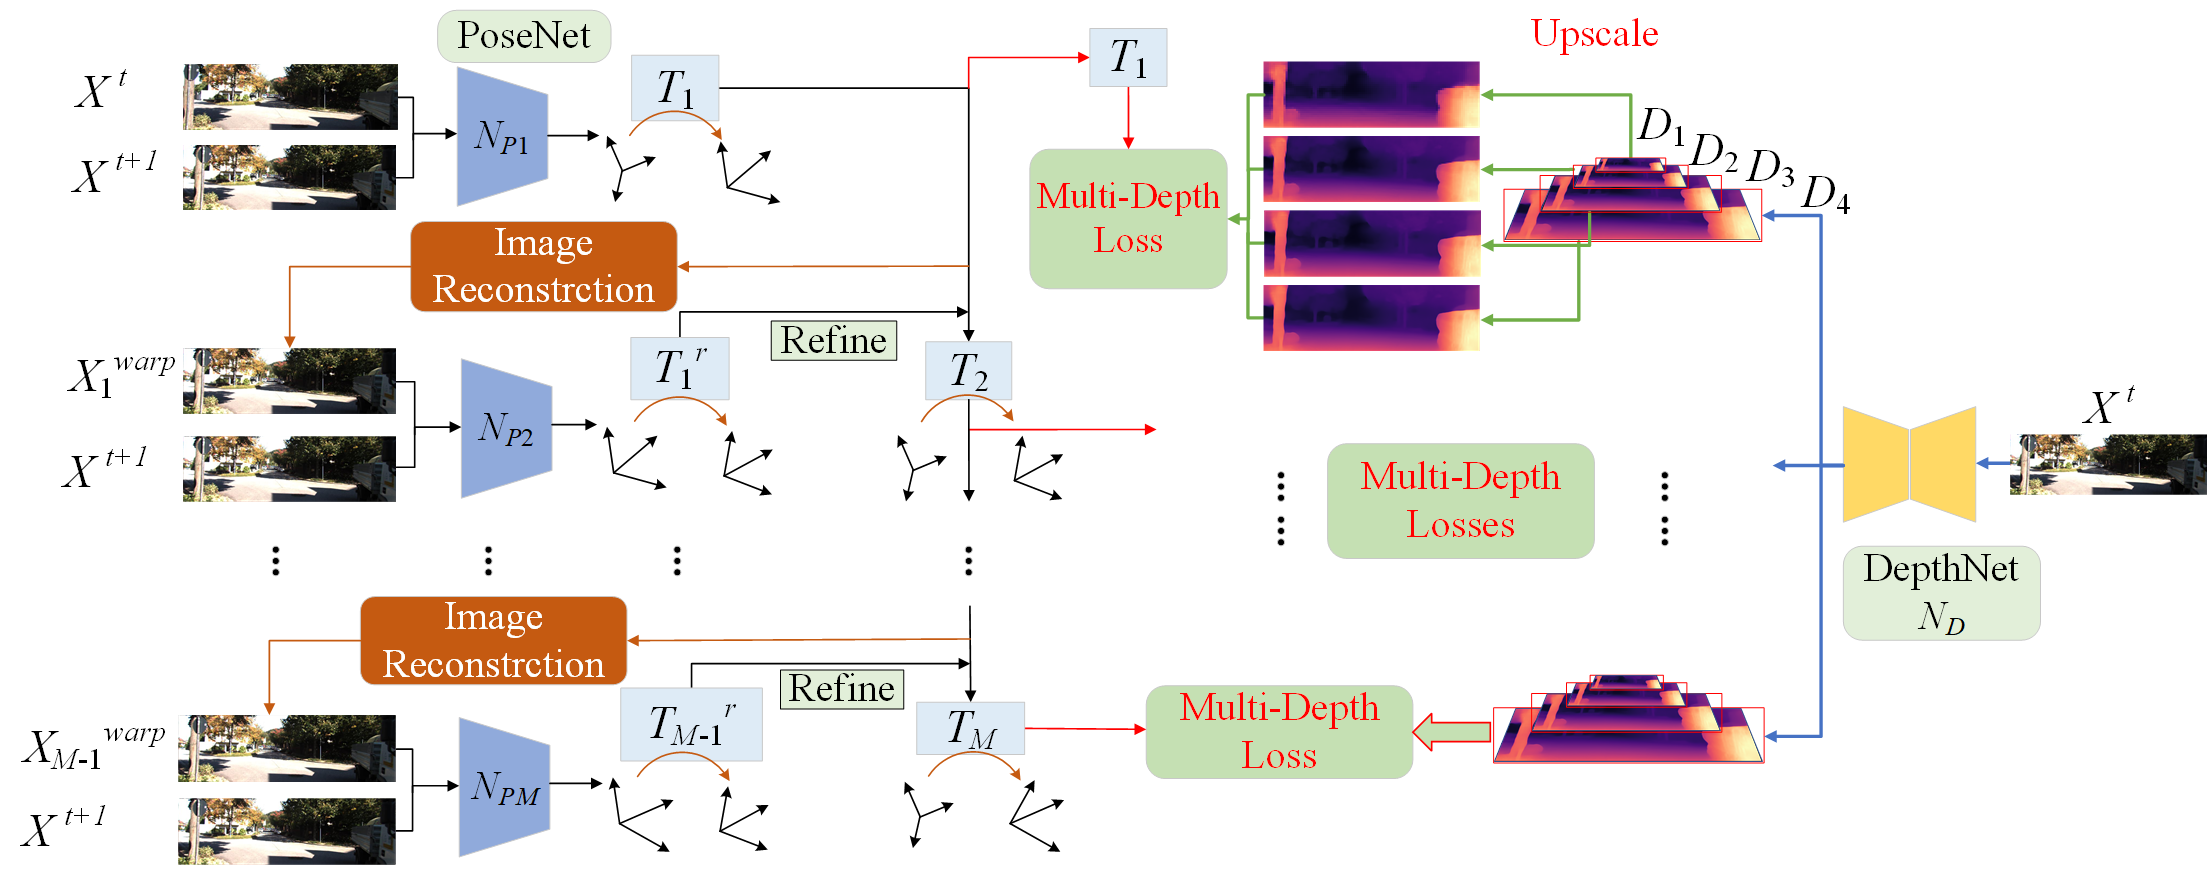 PoseNet
Upscale
X^t
X^{t+1}
N_{P1}
T_1
T_1
Multi-Depth
Loss
D_1
D_2
D_3
D_4
Image
Reconstrction
X_1^{warp}
X^{t+1}
N_{P2}
T_1^r
Refine
T_2
Multi-Depth
Losses
X^t
DepthNet
N_D
Image
Reconstrction
X_{M-1}^{warp}
X^{t+1}
N_{PM}
T_{M-1}^r
Refine
T_M
Multi-Depth
Loss